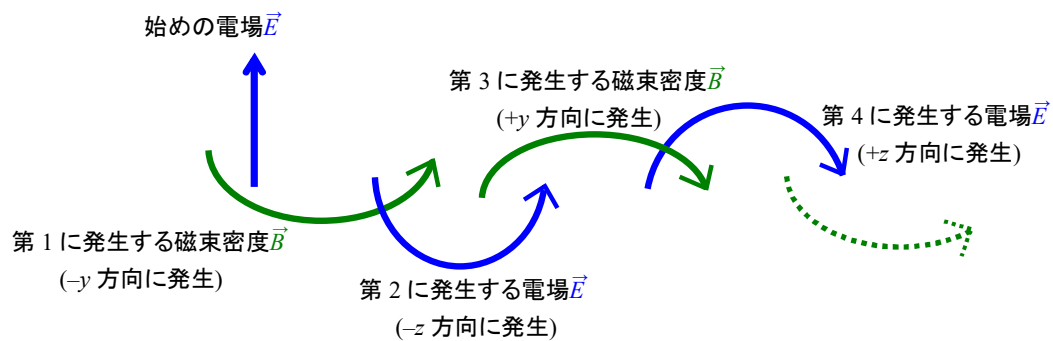 始めの電場E⃗
第1に発生する磁束密度B⃗
(–y 方向に発生)
第2に発生する電場E⃗
(–z 方向に発生)
第3に発生する磁束密度B⃗
(+y 方向に発生)
第4に発生する電場E⃗
(+z 方向に発生)